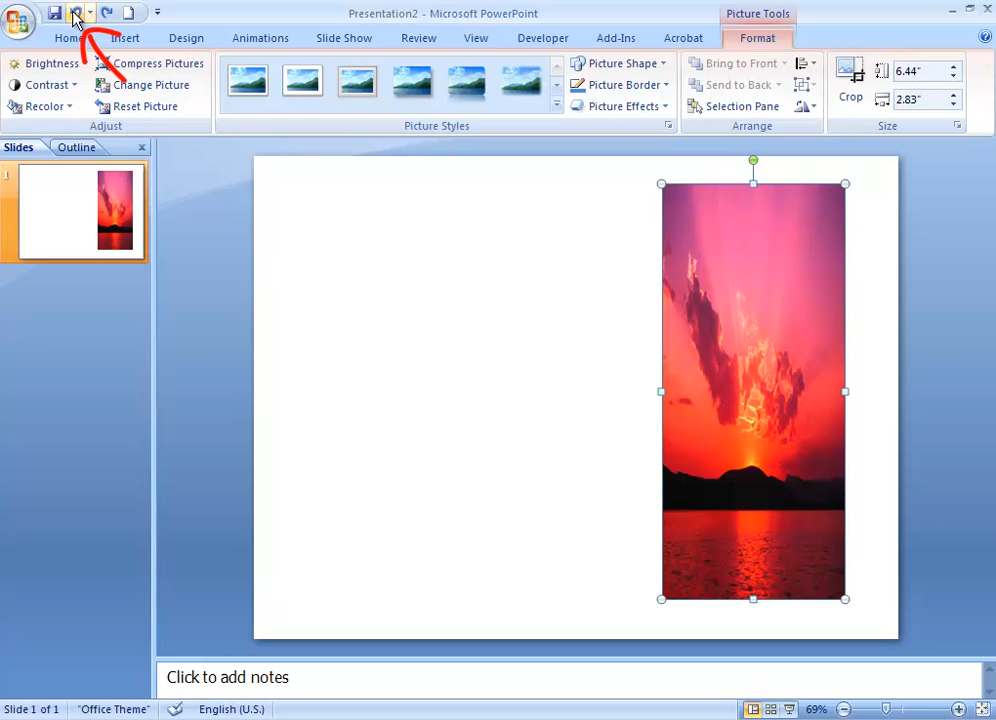 Presentation2 - Microsoft PowerPoint
Picture Tools
Home Insert Design Animations Slide Show Review View Developer Add-Ins Acrobat Format
Brightness
Contrast
Recolor
Compress Pictures
Change Picture
Reset Picture
Adjust
Picture Shape
Picture Border
Picture Effects
Picture Styles
Bring to Front
Send to Back
Selection Pane
Arrange
Crop
6.44"
2.83"
Size
Slides Outline
1
Click to add notes
Slide 1 of 1 "Office Theme" English (U.S.) 69%